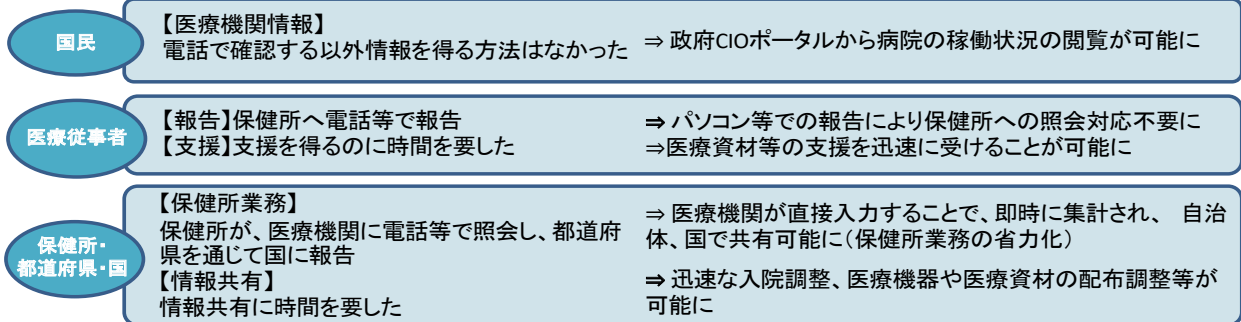 国民
【医療機関情報】
電話で確認する以外情報を得る方法はなかった
⇒ 政府CIOポータルから病院の稼働状況の閲覧が可能に
医療従事者
【報告】保健所へ電話等で報告
【支援】支援を得るのに時間を要した
⇒ パソコン等での報告により保健所への照会対応不要に
⇒医療資材等の支援を迅速に受けることが可能に
保健所・
都道府県・国
【保健所業務】
保健所が、医療機関に電話等で照会し、都道府
県を通じて国に報告
【情報共有】
情報共有に時間を要した
⇒ 医療機関が直接入力することで、即時に集計され、 自治
体、国で共有可能に（保健所業務の省力化）
⇒ 迅速な入院調整、医療機器や医療資材の配布調整等が
可能に